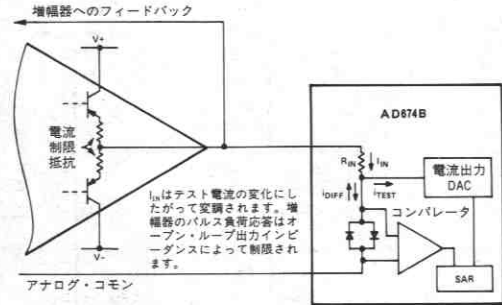 増幅器へのフィードバック
V+
電流
制限
抵抗
V-
アナログ・コモン
I_INはテスト電流の変化にし
たがって変調されます。増
幅器のパルス負荷応答はオ
ープン・ループ出力インピ
ーダンスによって制限され
ます。
AD674B
R_IN
I_IN
i_DIFF
i_TEST
電流出力
DAC
コンパレータ
SAR